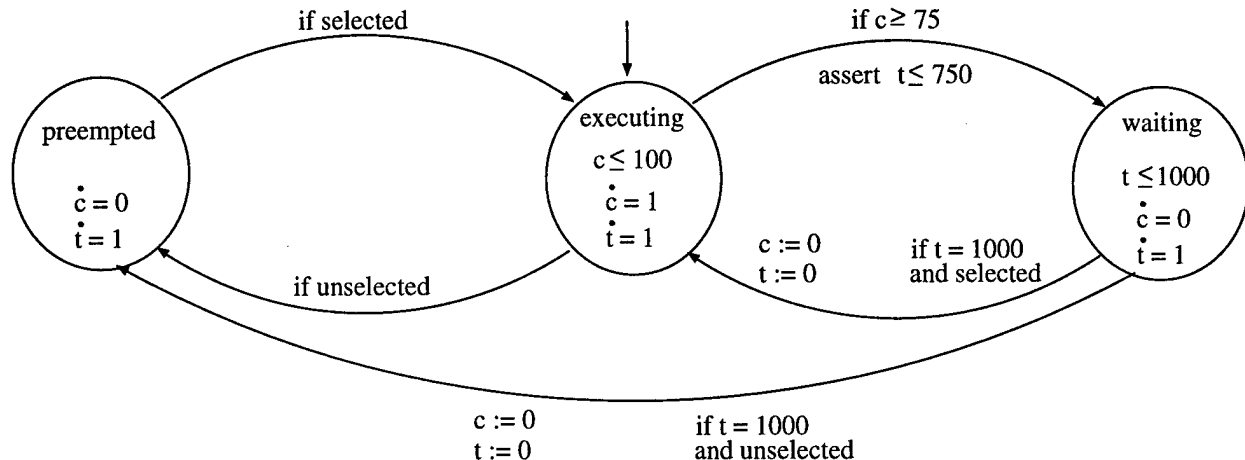 if selected
if c ≥ 75
assert t ≤ 750
preempted
ċ = 0
ṫ = 1
executing
c ≤ 100
ċ = 1
ṫ = 1
waiting
t ≤ 1000
ċ = 0
ṫ = 1
if unselected
c := 0
t := 0
if t = 1000
and selected
c := 0
t := 0
if t = 1000
and unselected